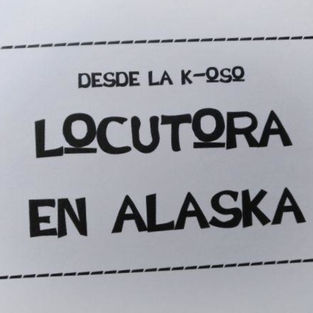 DESDE LA K-OSO
LOCUTORA
EN ALASKA